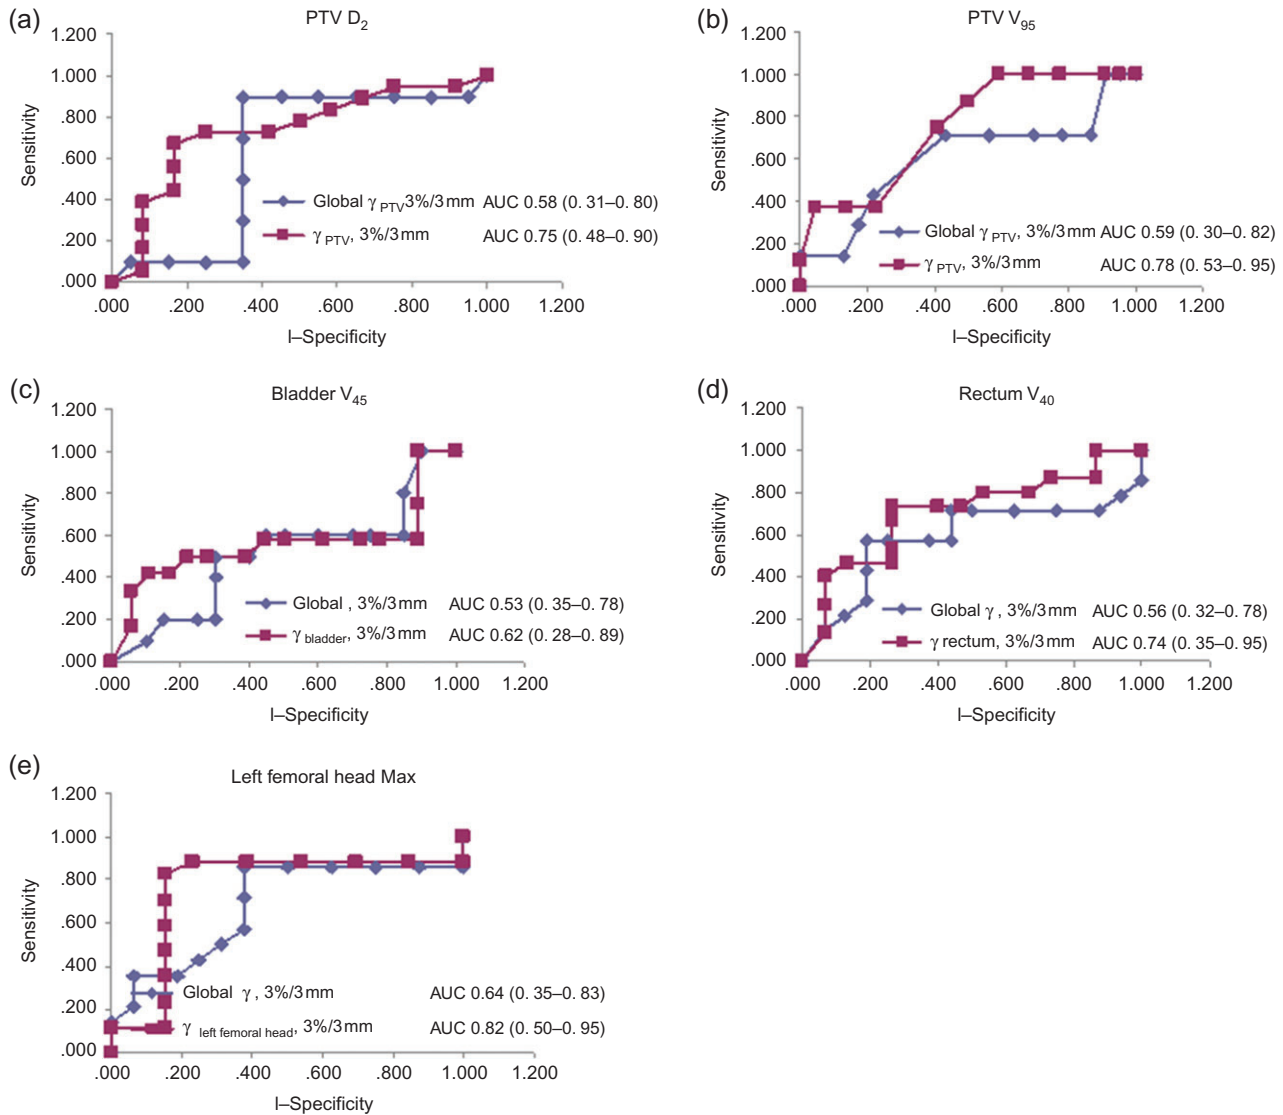 (a)
PTV D2
1.200
1.000
.800
.600
.400
.200
.000
Sensitivity
Global γ PTV 3%/3mm AUC 0.58 (0. 31–0. 80)
γ PTV, 3%/3mm AUC 0.75 (0. 48–0. 90)
.000 .200 .400 .600 .800 1.000 1.200
l–Specificity
(b)
PTV V95
1.200
1.000
.800
.600
.400
.200
.000
Sensitivity
Global γ PTV, 3%/3mm AUC 0.59 (0. 30–0. 82)
γ PTV, 3%/3mm AUC 0.78 (0. 53–0. 95)
.000 .200 .400 .600 .800 1.000 1.200
l–Specificity
(c)
Bladder V45
1.200
1.000
.800
.600
.400
.200
.000
Sensitivity
Global , 3%/3mm AUC 0.53 (0. 35–0. 78)
γ bladder, 3%/3mm AUC 0.62 (0. 28–0. 89)
.000 .200 .400 .600 .800 1.000 1.200
l–Specificity
(d)
Rectum V40
1.200
1.000
.800
.600
.400
.200
.000
Sensitivity
Global γ , 3%/3mm AUC 0.56 (0. 32–0. 78)
γ rectum, 3%/3mm AUC 0.74 (0. 35–0. 95)
.000 .200 .400 .600 .800 1.000 1.200
l–Specificity
(e)
Left femoral head Max
1.200
1.000
.800
.600
.400
.200
.000
Sensitivity
Global γ , 3%/3mm AUC 0.64 (0. 35–0. 83)
γ left femoral head, 3%/3mm AUC 0.82 (0. 50–0. 95)
.000 .200 .400 .600 .800 1.000 1.200
l–Specificity